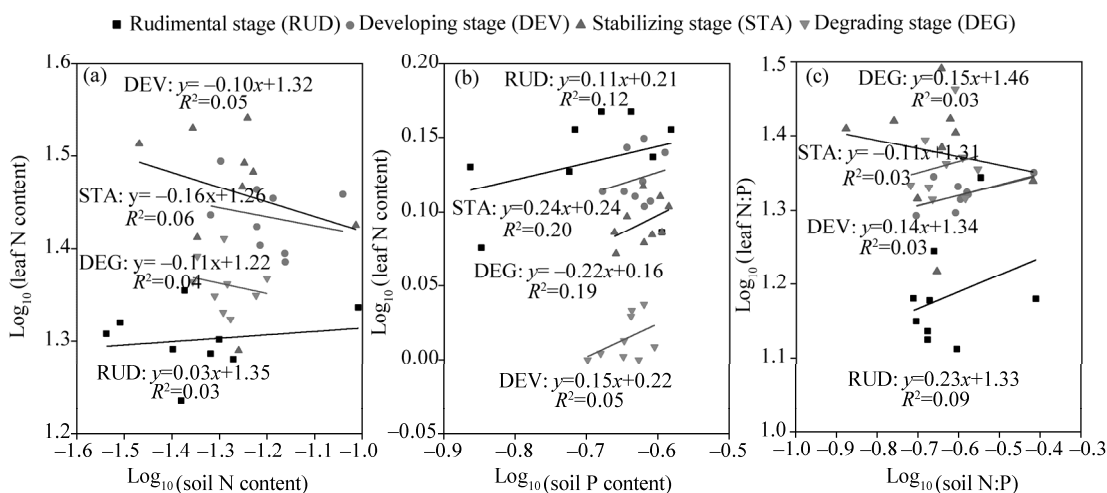 ■ Rudimental stage (RUD) ● Developing stage (DEV) ▲ Stabilizing stage (STA) ▼ Degrading stage (DEG)
(a)
Log10 (leaf N content)
1.6
1.5
1.4
1.3
1.2
DEV: y= −0.10x+1.32
R2=0.05
STA: y= −0.16x+1.26
R2=0.06
DEG: y= −0.11x+1.22
R2=0.04
RUD: y=0.03x+1.35
R2=0.03
−1.6 −1.5 −1.4 −1.3 −1.2 −1.1 −1.0
Log10 (soil N content)
(b)
Log10 (leaf N content)
0.20
0.15
0.10
0.05
0.00
−0.05
RUD: y=0.11x+0.21
R2=0.12
STA: y=0.24x+0.24
R2=0.20
DEG: y= −0.22x+0.16
R2=0.19
DEV: y=0.15x+0.22
R2=0.05
−0.9 −0.8 −0.7 −0.6 −0.5
Log10 (soil P content)
(c)
Log10 (leaf N:P)
1.5
1.4
1.3
1.2
1.1
1.0
DEG: y=0.15x+1.46
R2=0.03
STA: y= −0.11x+1.31
R2=0.03
DEV: y=0.14x+1.34
R2=0.03
RUD: y=0.23x+1.33
R2=0.09
−1.0 −0.9 −0.8 −0.7 −0.6 −0.5 −0.4 −0.3
Log10 (soil N:P)